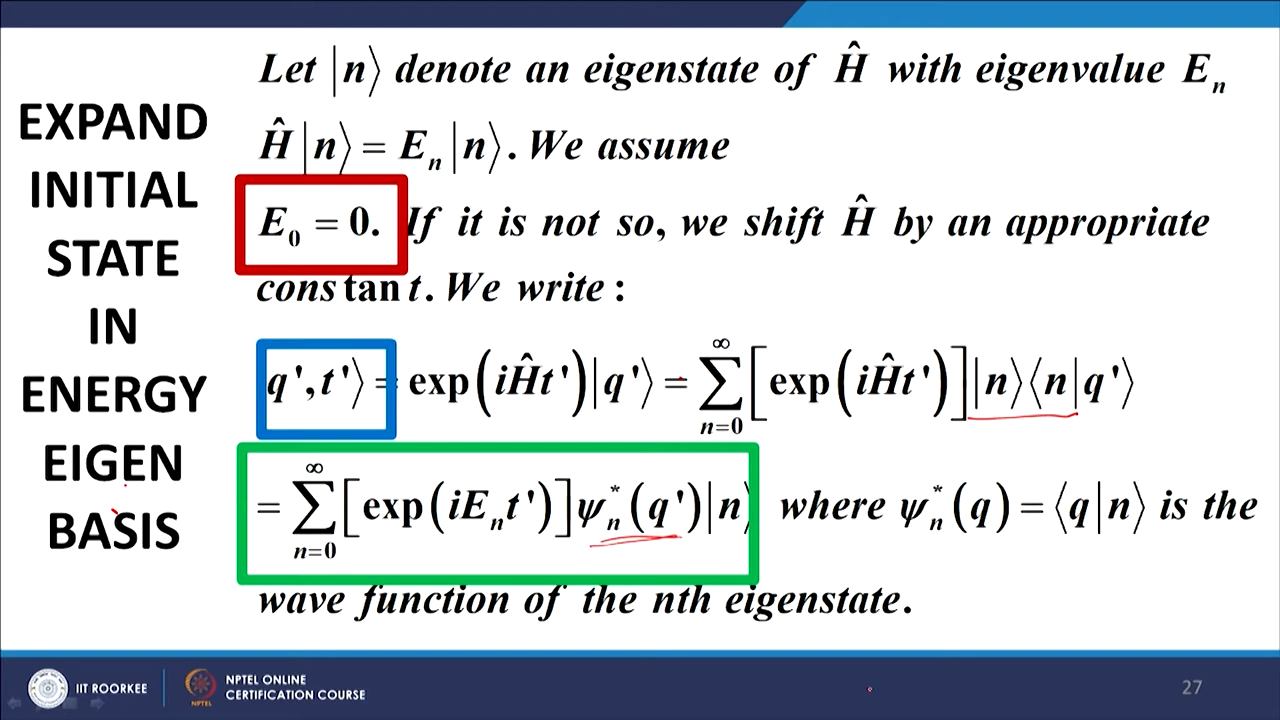 EXPAND
INITIAL
STATE
IN
ENERGY
EIGEN
BASIS
Let |n⟩ denote an eigenstate of Ĥ with eigenvalue Eₙ
Ĥ|n⟩ = Eₙ|n⟩. We assume
E₀ = 0. If it is not so, we shift Ĥ by an appropriate
constant. We write :
q', t'⟩ = exp(iĤt')|q'⟩ = ∑_{n=0}^{∞} [exp(iĤt')]|n⟩⟨n|q'⟩
= ∑_{n=0}^{∞} [exp(iEₙt')]ψₙ*(q')|n⟩ where ψₙ*(q) = ⟨q|n⟩ is the
wave function of the nth eigenstate.
IIT ROORKEE
NPTEL
NPTEL ONLINE
CERTIFICATION COURSE
27